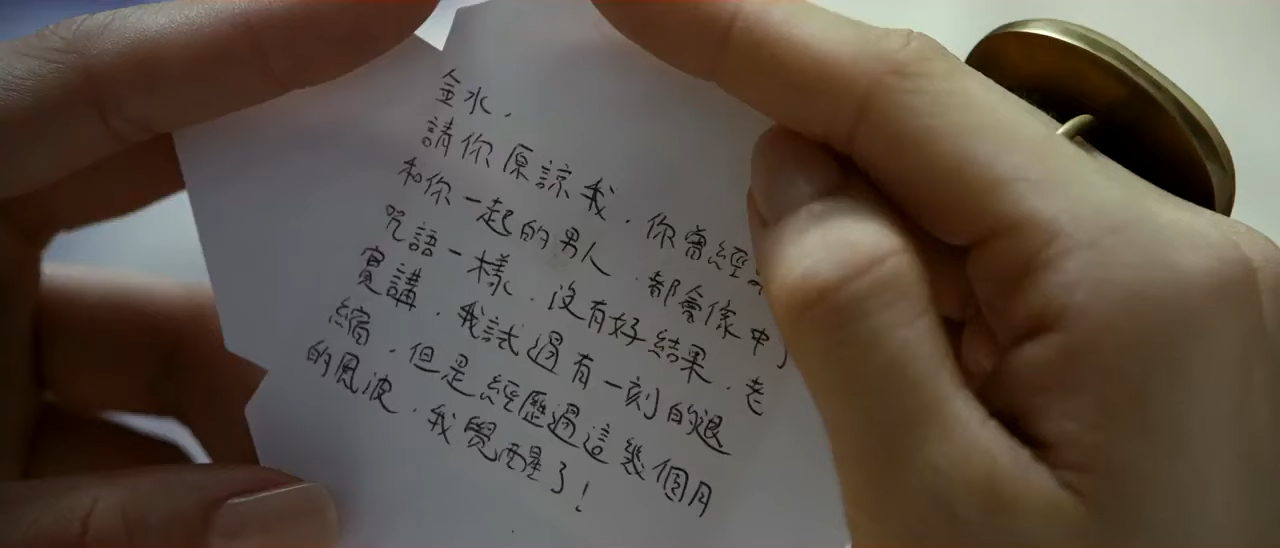 金水,
請你原諒我. 你曾經
和你一起的男人. 都會像中
咒語一樣. 沒有好結果. 老
實講. 我試過有一刻的退
縮. 但是經歷過這幾個月
的風波. 我覺醒了!